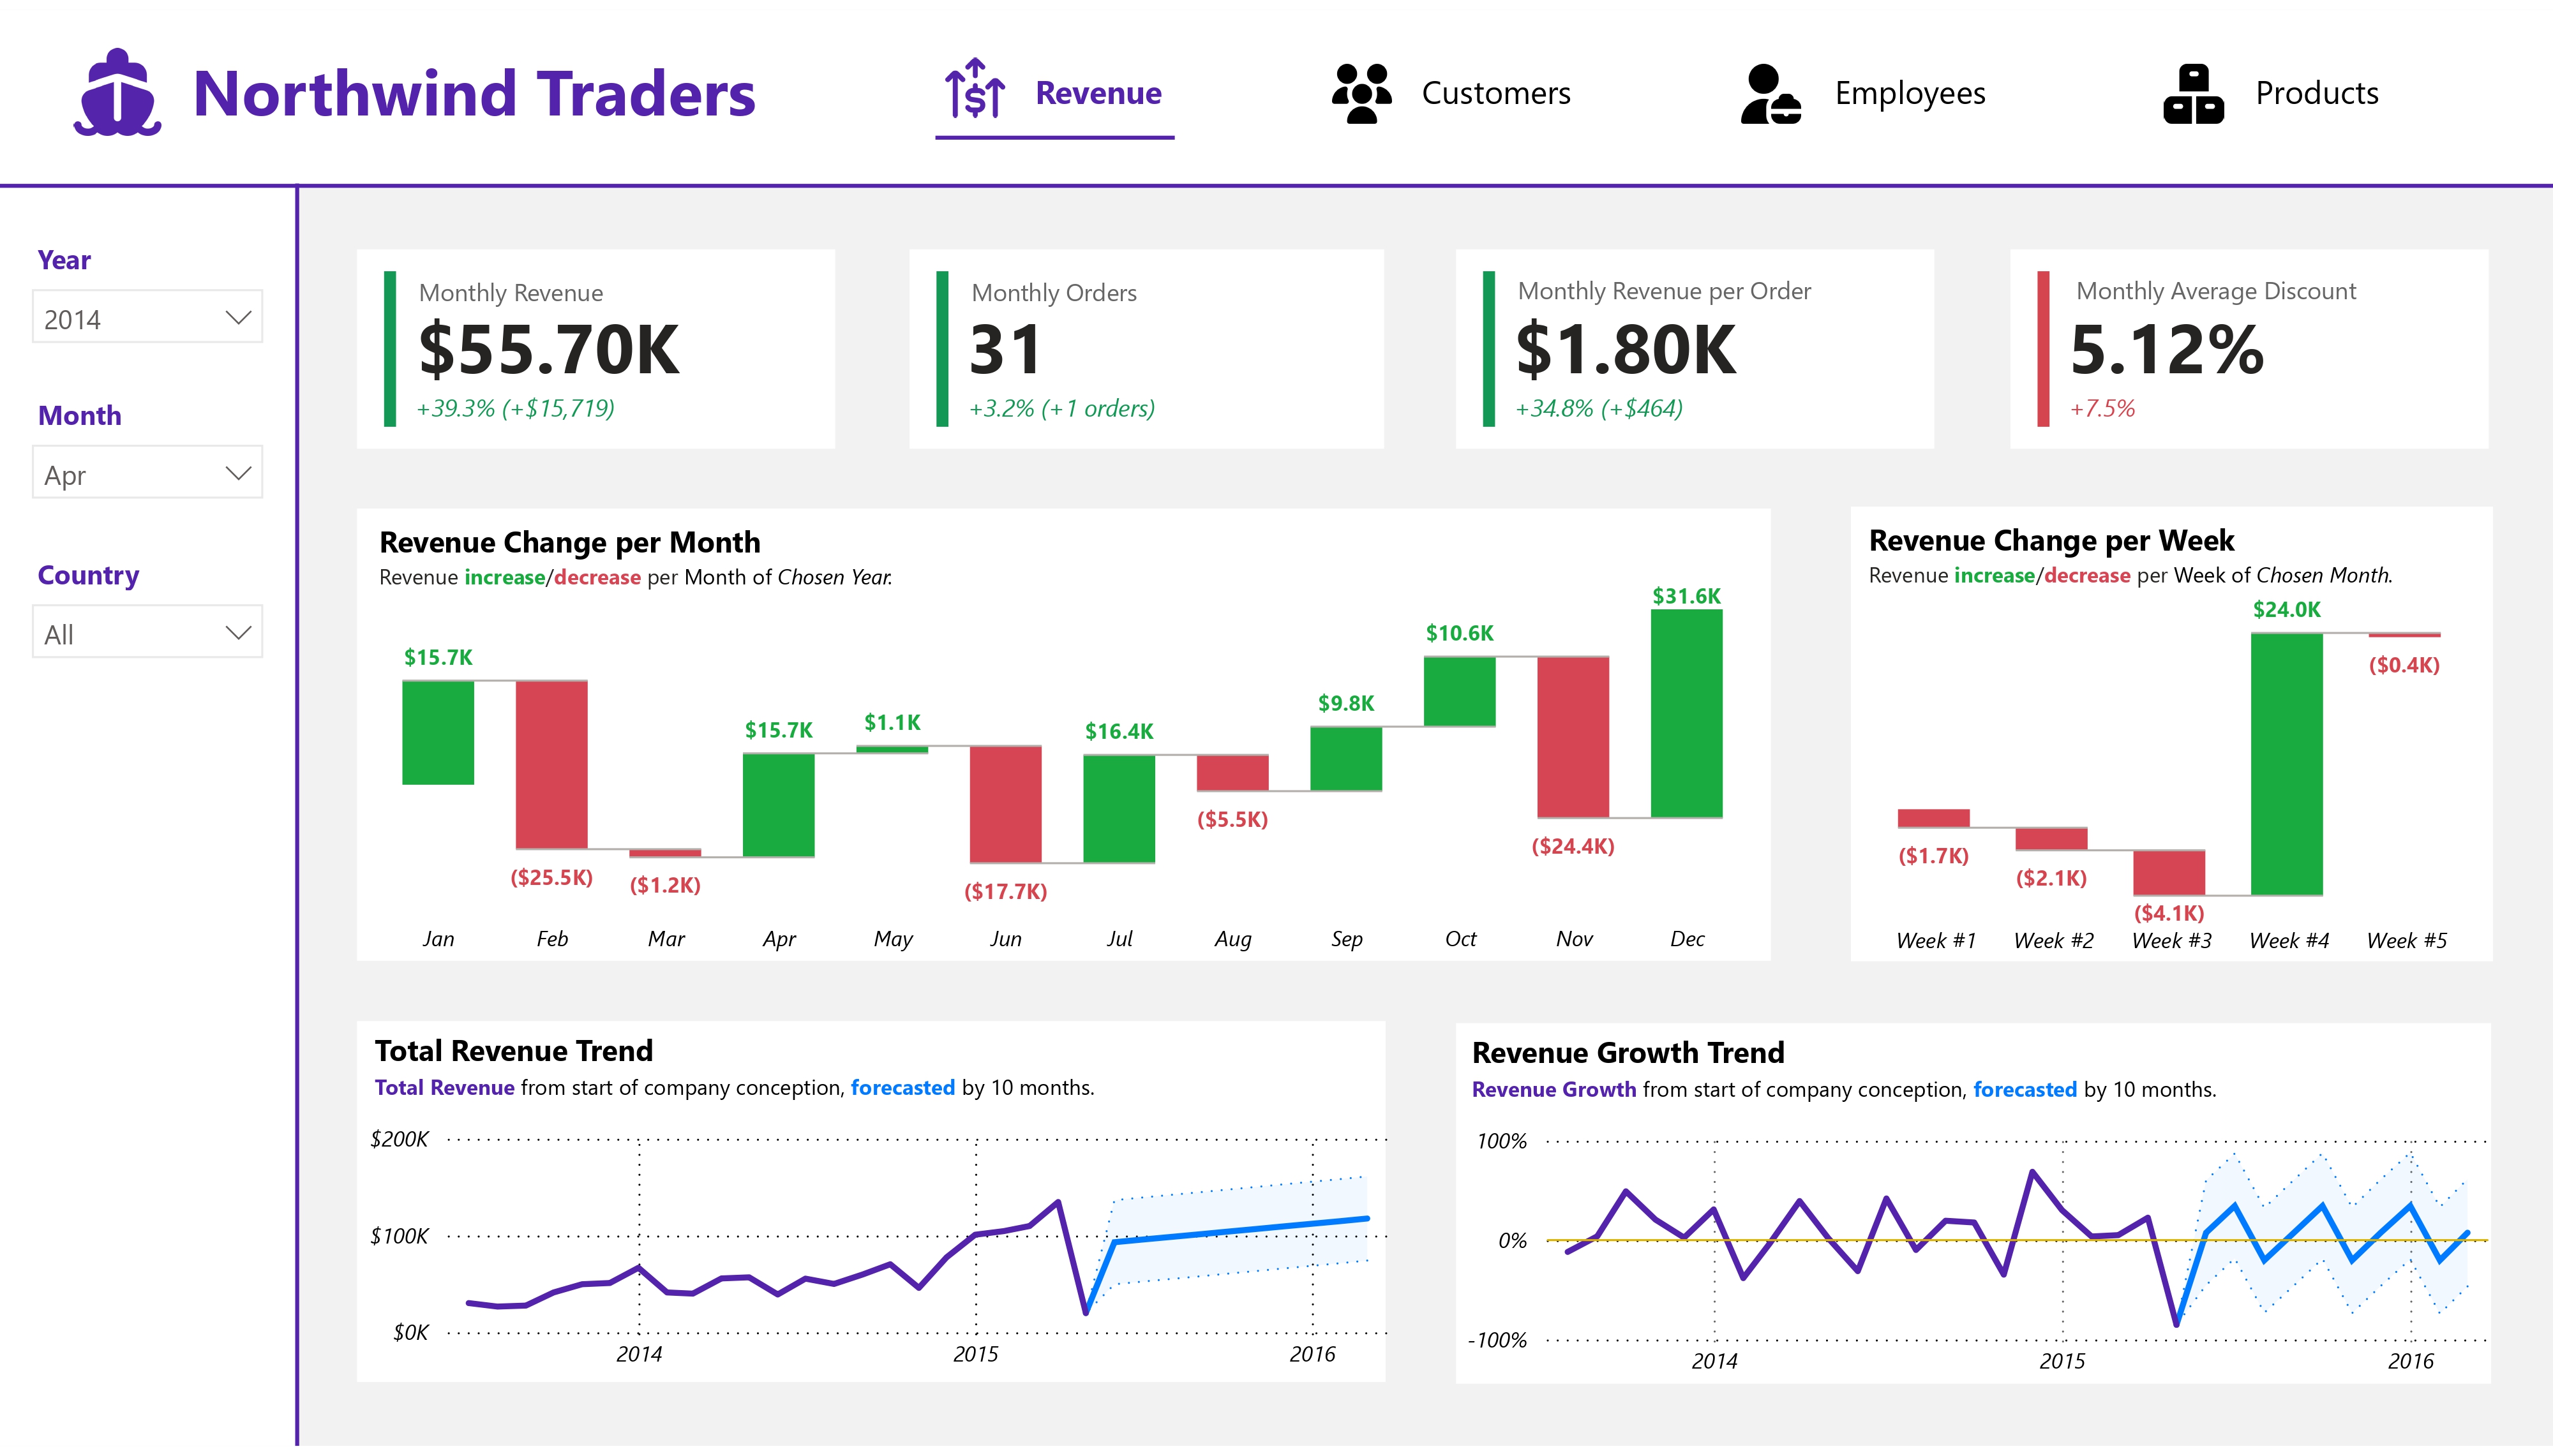 Northwind Traders
Revenue
Customers
Employees
Products
Year
2014
Month
Apr
Country
All
Monthly Revenue
$55.70K
+39.3% (+$15,719)
Monthly Orders
31
+3.2% (+1 orders)
Monthly Revenue per Order
$1.80K
+34.8% (+$464)
Monthly Average Discount
5.12%
+7.5%
Revenue Change per Month
Revenue increase/decrease per Month of Chosen Year.
$15.7K
($25.5K)
($1.2K)
$15.7K
$1.1K
($17.7K)
$16.4K
($5.5K)
$9.8K
$10.6K
($24.4K)
$31.6K
Jan Feb Mar Apr May Jun Jul Aug Sep Oct Nov Dec
Revenue Change per Week
Revenue increase/decrease per Week of Chosen Month.
($1.7K)
($2.1K)
($4.1K)
$24.0K
($0.4K)
Week #1 Week #2 Week #3 Week #4 Week #5
Total Revenue Trend
Total Revenue from start of company conception, forecasted by 10 months.
$200K
$100K
$0K
2014 2015 2016
Revenue Growth Trend
Revenue Growth from start of company conception, forecasted by 10 months.
100%
0%
-100%
2014 2015 2016